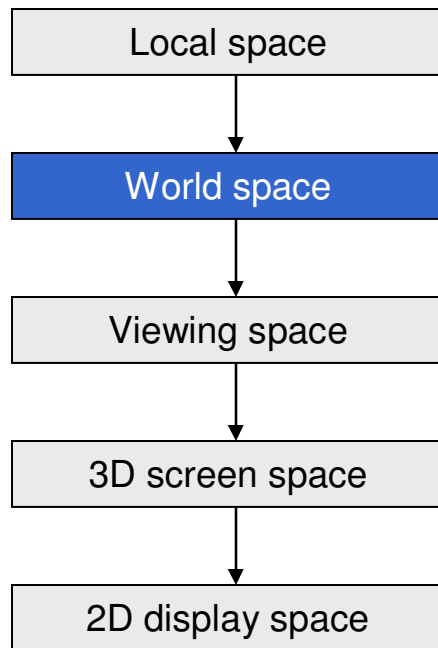 Local space
World space
Viewing space
3D screen space
2D display space